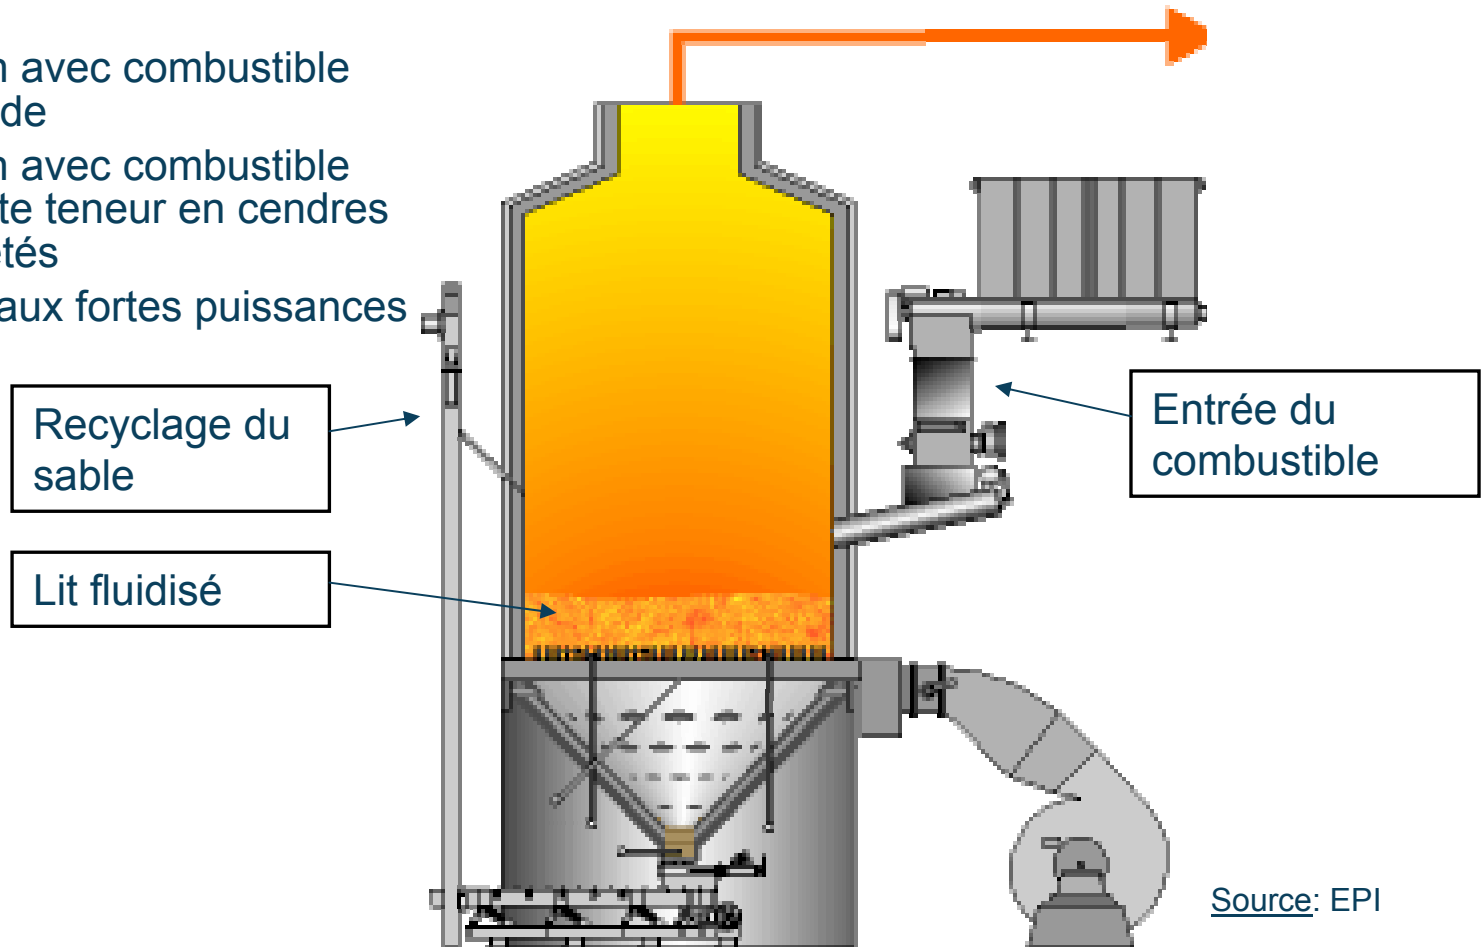 n avec combustible
de
n avec combustible
te teneur en cendres
étés
aux fortes puissances
Recyclage du
sable
Entrée du
combustible
Lit fluidisé
Source: EPI